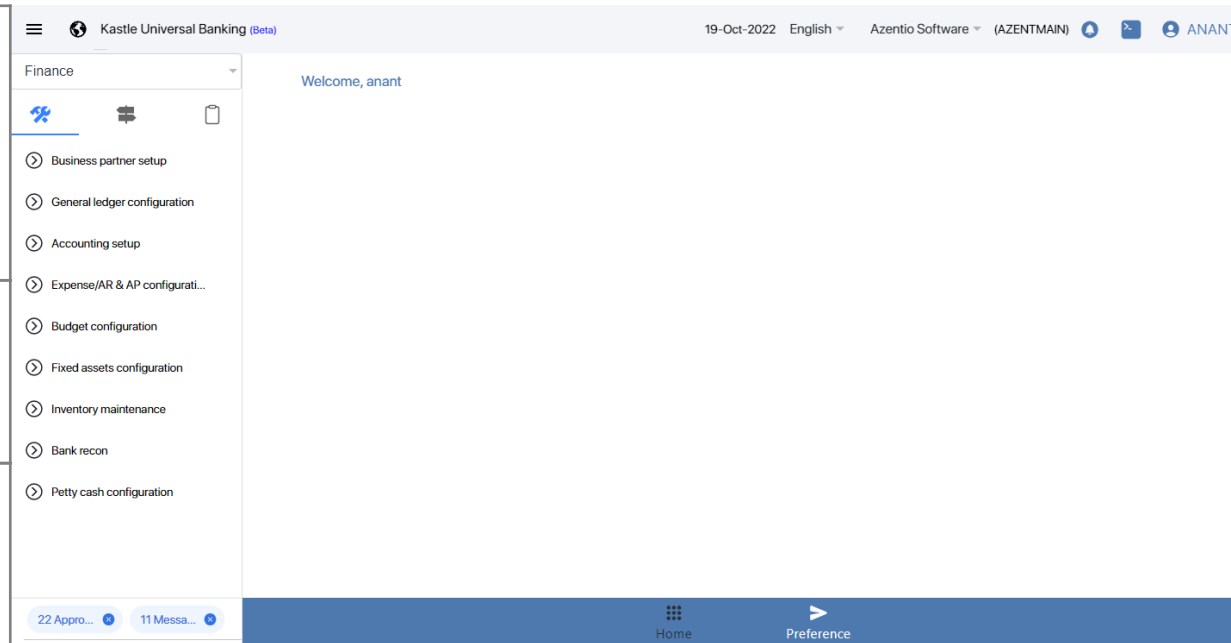 Kastle Universal Banking (Beta) 19-Oct-2022 English Azentio Software (AZENTMAIN) ANANT
Finance
Welcome, anant
Business partner setup
General ledger configuration
Accounting setup
Expense/AR & AP configurati...
Budget configuration
Fixed assets configuration
Inventory maintenance
Bank recon
Petty cash configuration
22 Appro... 11 Messa...
Home Preference